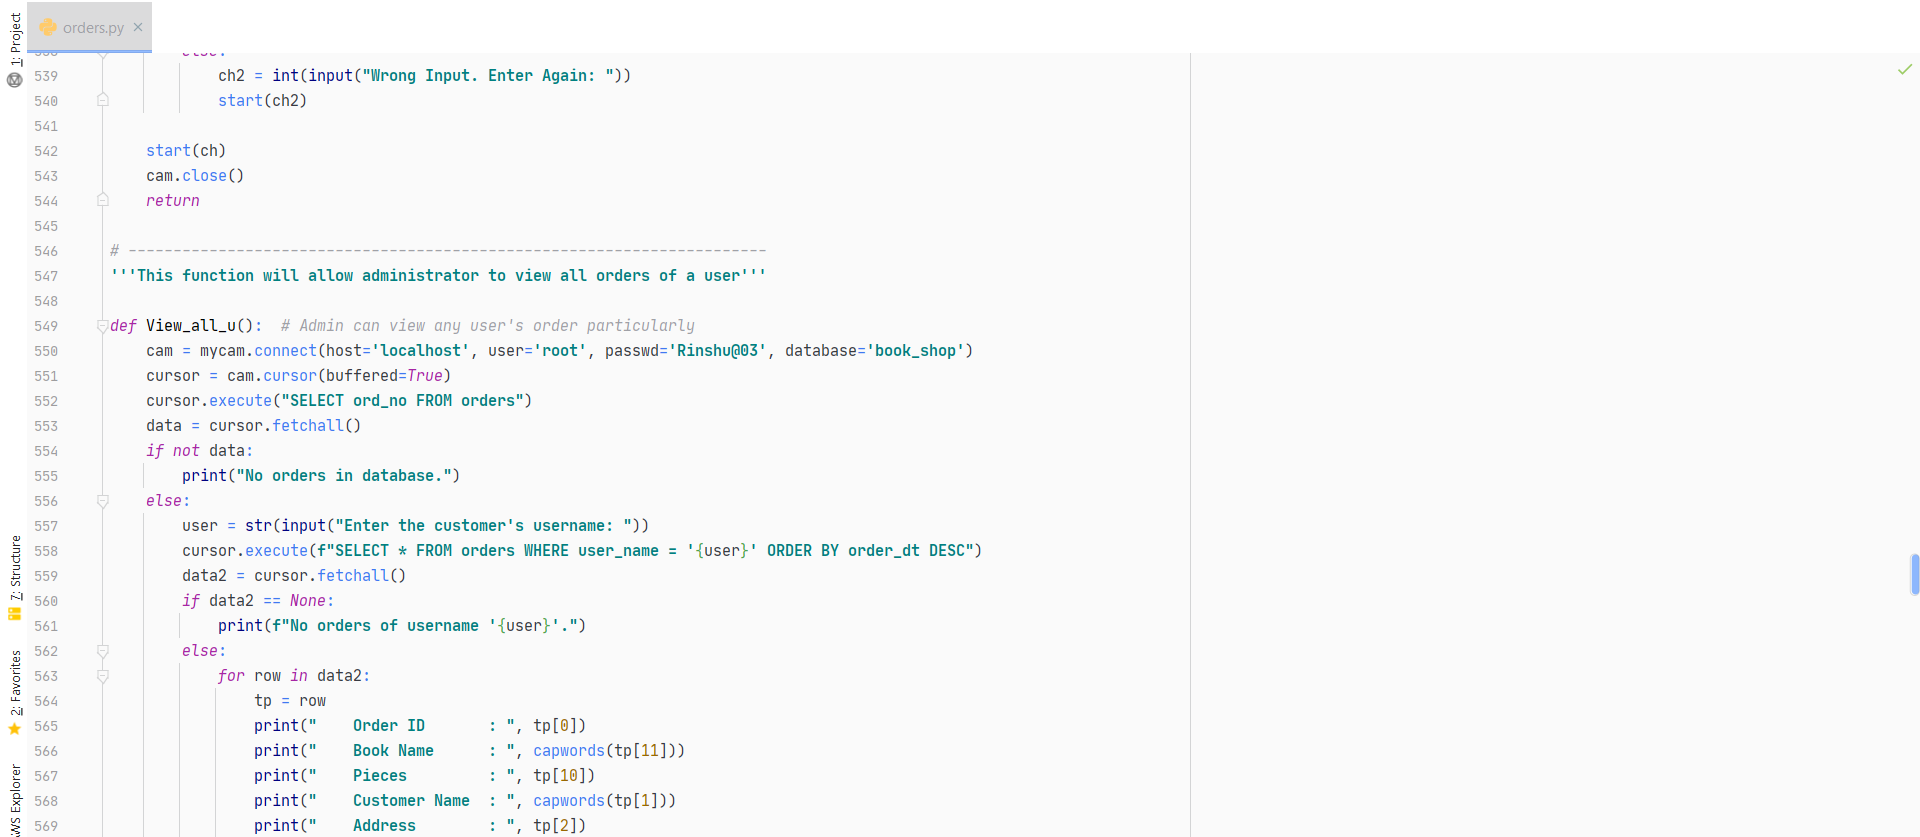 1: Project
orders.py ×
538 else:
539 ch2 = int(input("Wrong Input. Enter Again: "))
540 start(ch2)
541
542 start(ch)
543 cam.close()
544 return
545
546 # -----------------------------------------------------------------------
547 '''This function will allow administrator to view all orders of a user'''
548
549 def View_all_u():  # Admin can view any user's order particularly
550 cam = mycam.connect(host='localhost', user='root', passwd='Rinshu@03', database='book_shop')
551 cursor = cam.cursor(buffered=True)
552 cursor.execute("SELECT ord_no FROM orders")
553 data = cursor.fetchall()
554 if not data:
555 print("No orders in database.")
556 else:
557 user = str(input("Enter the customer's username: "))
558 cursor.execute(f"SELECT * FROM orders WHERE user_name = '{user}' ORDER BY order_dt DESC")
559 data2 = cursor.fetchall()
560 if data2 == None:
561 print(f"No orders of username '{user}'.")
562 else:
563 for row in data2:
564 tp = row
565 print("    Order ID       : ", tp[0])
566 print("    Book Name      : ", capwords(tp[11]))
567 print("    Pieces         : ", tp[10])
568 print("    Customer Name  : ", capwords(tp[1]))
569 print("    Address        : ", tp[2])
7: Structure
2: Favorites
AWS Explorer